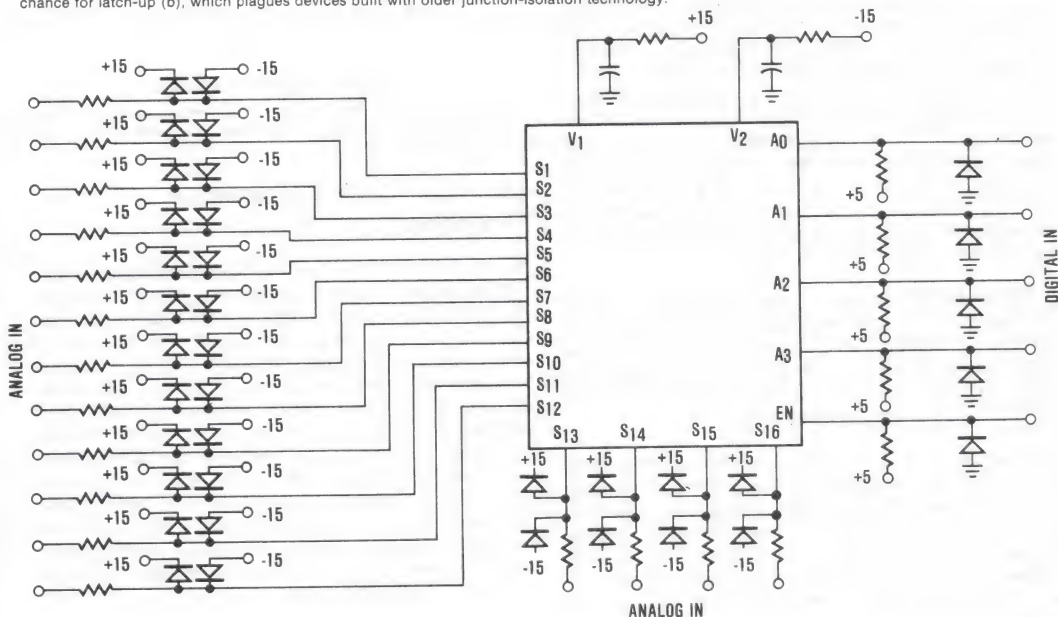 chance for latch-up (b), which plagues devices built with older junction-isolation technology.
+15 -15
+15 -15
+15 -15
+15 -15
+15 -15
+15 -15
+15 -15
+15 -15
+15 -15
+15 -15
+15 -15
+15 -15
+15 -15
ANALOG IN
V1 V2
S1
S2
S3
S4
S5
S6
S7
S8
S9
S10
S11
S12
S13 S14 S15 S16
A0
A1
A2
A3
EN
+5
+5
+5
+5
+5
DIGITAL IN
+15 +15 +15 +15
-15 -15 -15 -15
ANALOG IN